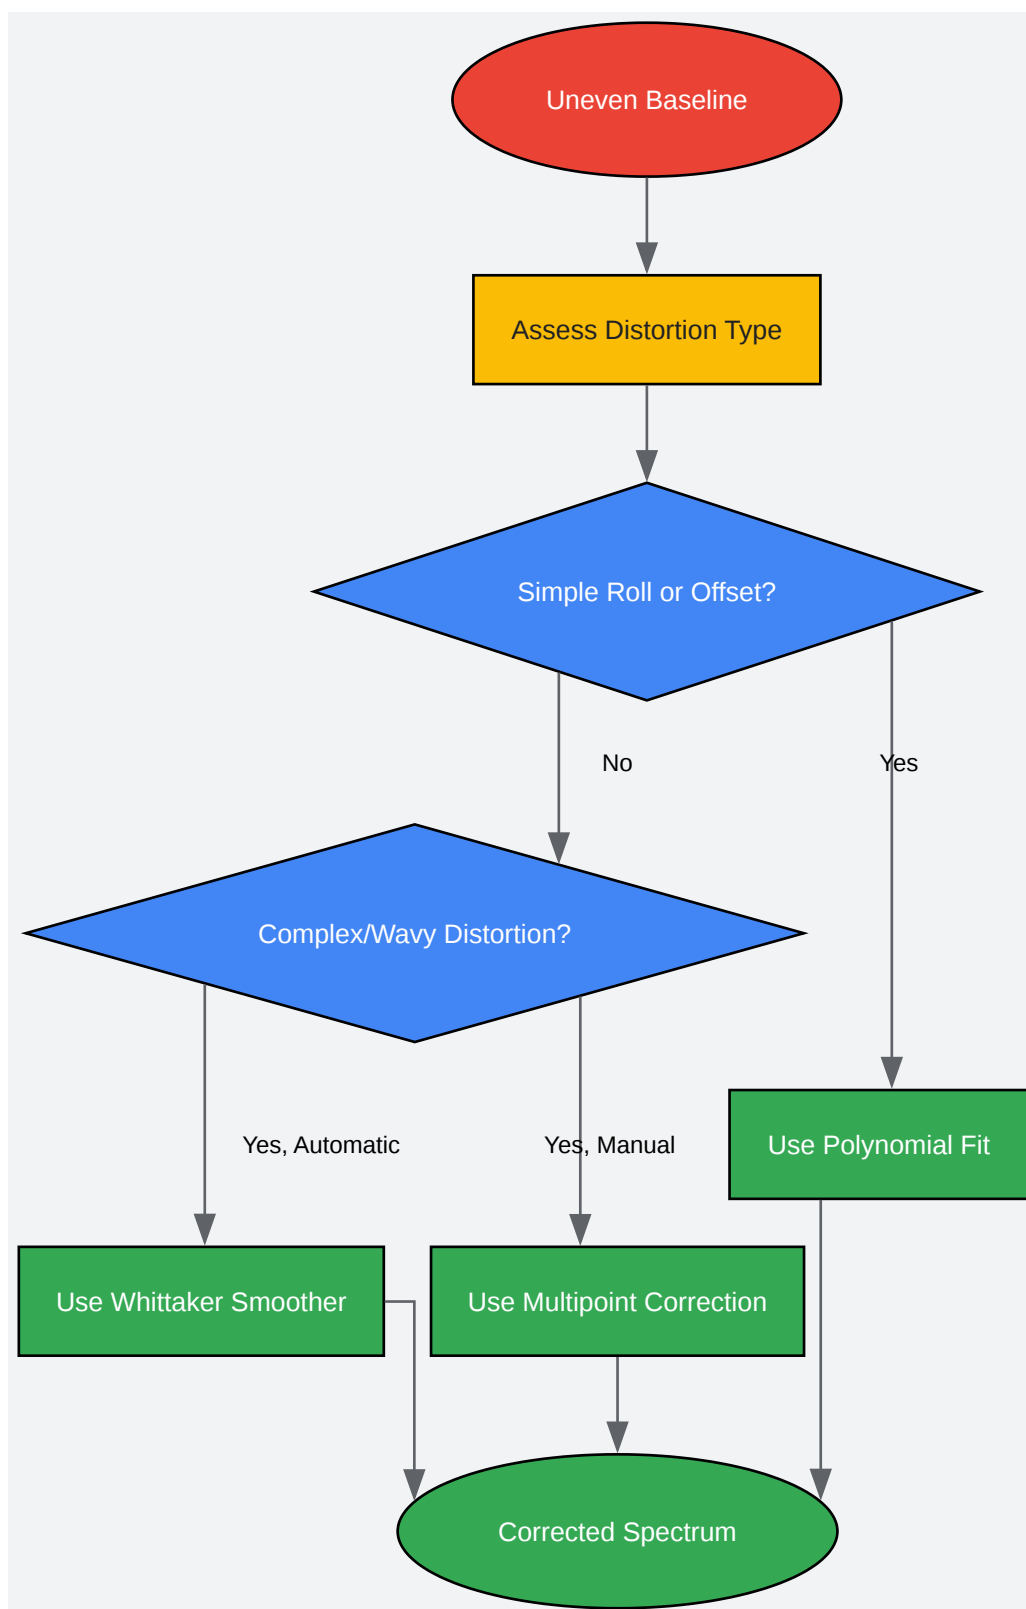 Uneven Baseline
Assess Distortion Type
Simple Roll or Offset?
No
Yes
Complex/Wavy Distortion?
Yes, Automatic
Yes, Manual
Use Polynomial Fit
Use Whittaker Smoother
Use Multipoint Correction
Corrected Spectrum